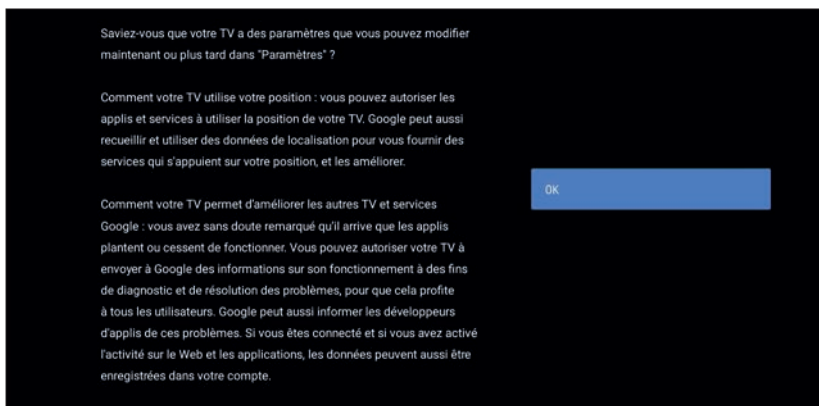 Saviez-vous que votre TV a des paramètres que vous pouvez modifier
maintenant ou plus tard dans "Paramètres" ?
Comment votre TV utilise votre position : vous pouvez autoriser les
applis et services à utiliser la position de votre TV. Google peut aussi
recueillir et utiliser des données de localisation pour vous fournir des
services qui s'appuient sur votre position, et les améliorer.
OK
Comment votre TV permet d'améliorer les autres TV et services
Google : vous avez sans doute remarqué qu'il arrive que les applis
plantent ou cessent de fonctionner. Vous pouvez autoriser votre TV à
envoyer à Google des informations sur son fonctionnement à des fins
de diagnostic et de résolution des problèmes, pour que cela profite
à tous les utilisateurs. Google peut aussi informer les développeurs
d'applis de ces problèmes. Si vous êtes connecté et si vous avez activé
l'activité sur le Web et les applications, les données peuvent aussi être
enregistrées dans votre compte.